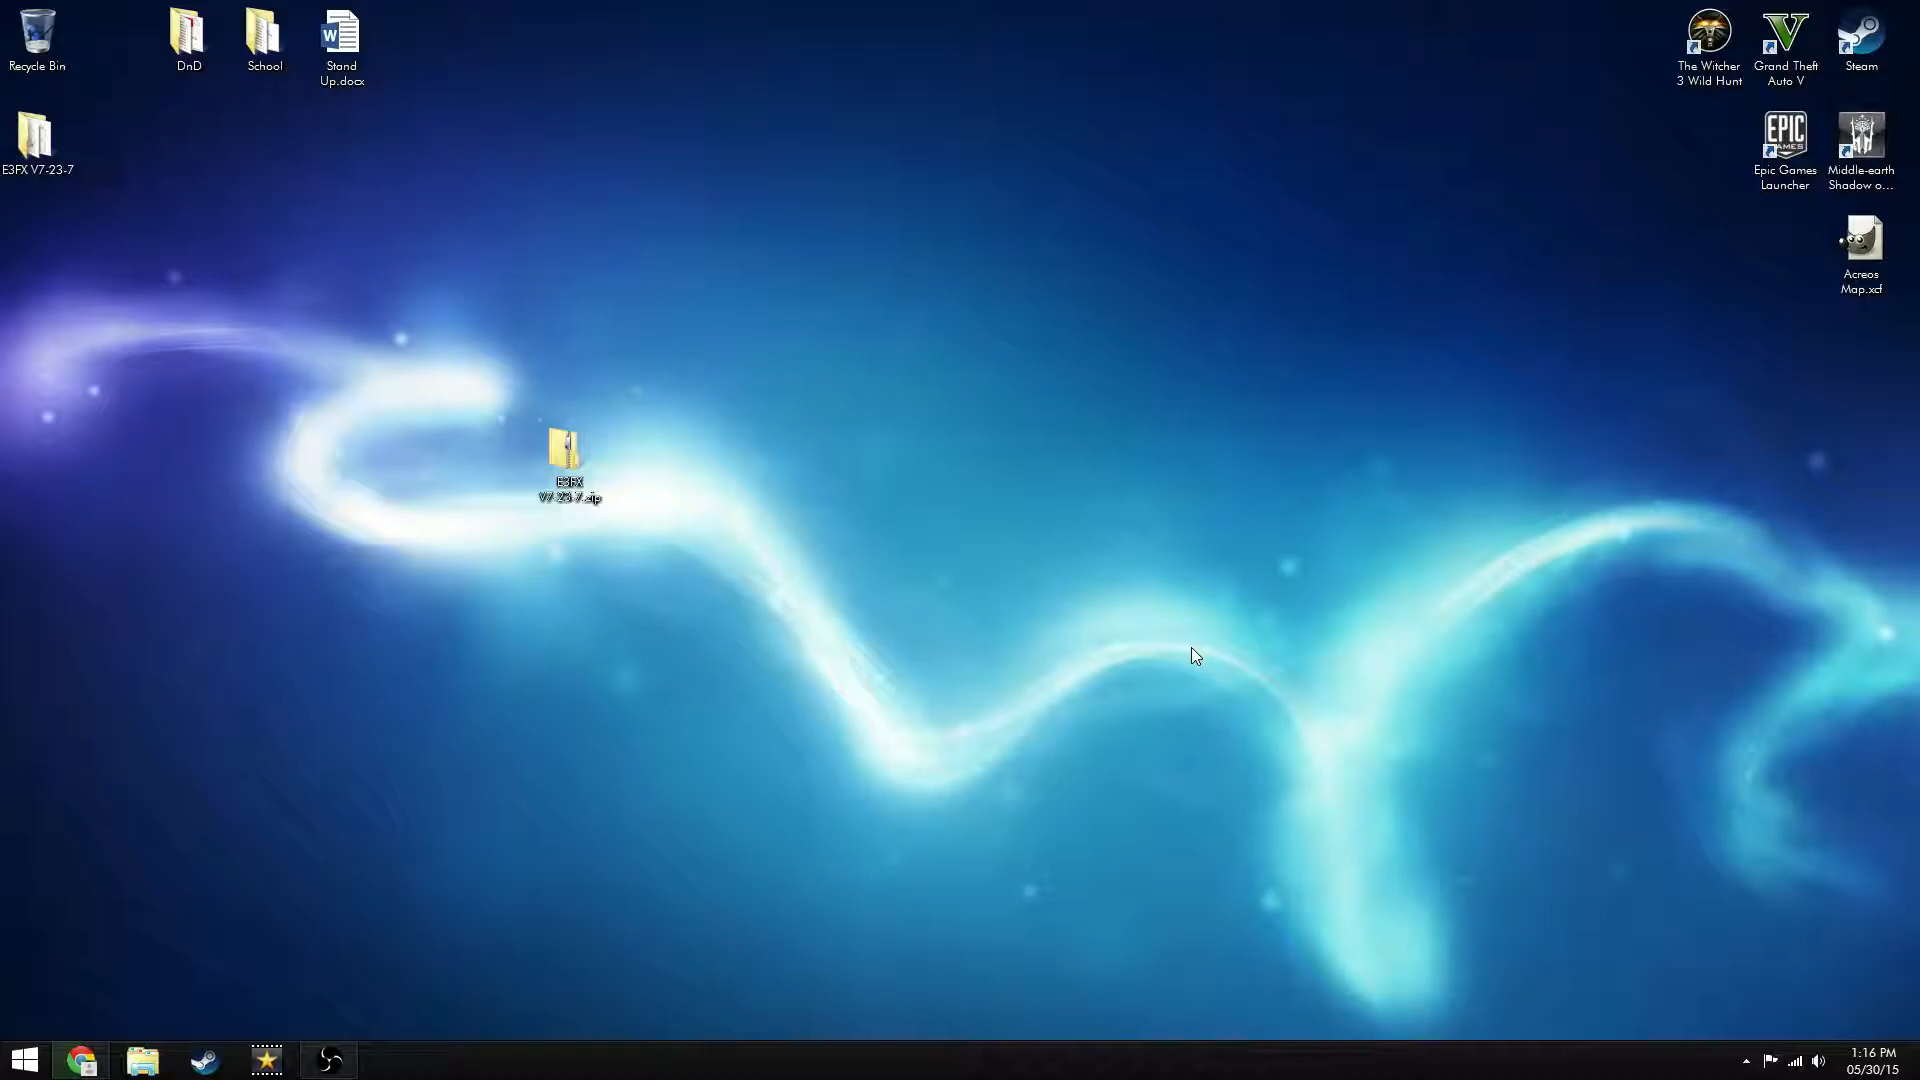 Recycle Bin
DnD
School
Stand
Up.docx
E3FX V7-23-7
E3FX
V7-23-7.zip
The Witcher
3 Wild Hunt
Grand Theft
Auto V
Steam
EPIC
GAMES
Epic Games
Launcher
Middle-earth
Shadow o...
Acreos
Map.xcf
1:16 PM
05/30/15